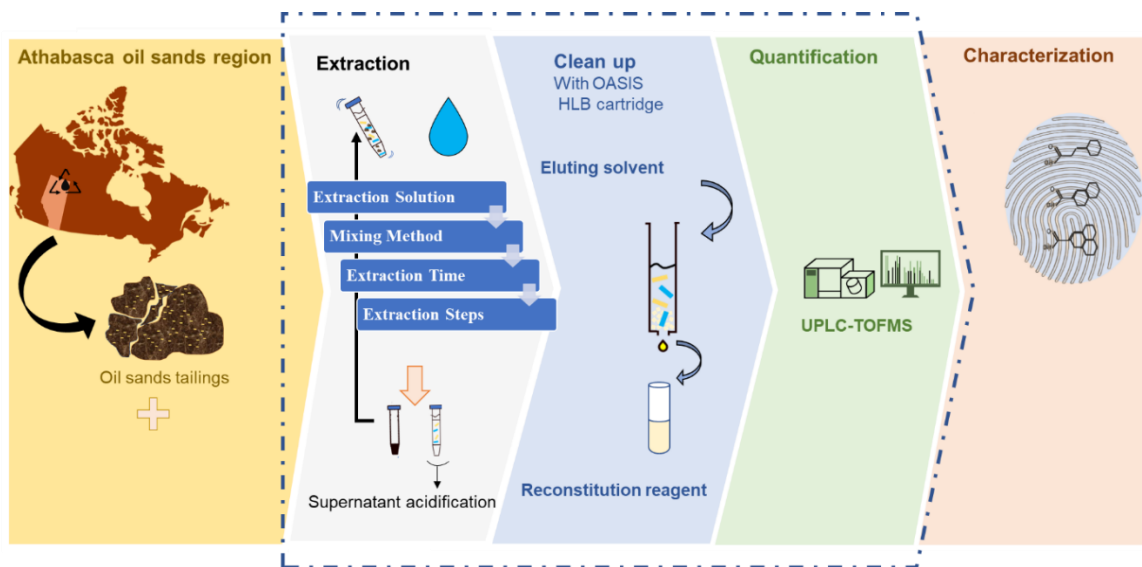 Athabasca oil sands region
Oil sands tailings
Extraction
Extraction Solution
Mixing Method
Extraction Time
Extraction Steps
Supernatant acidification
Clean up
With OASIS
HLB cartridge
Eluting solvent
Reconstitution reagent
Quantification
UPLC-TOFMS
Characterization